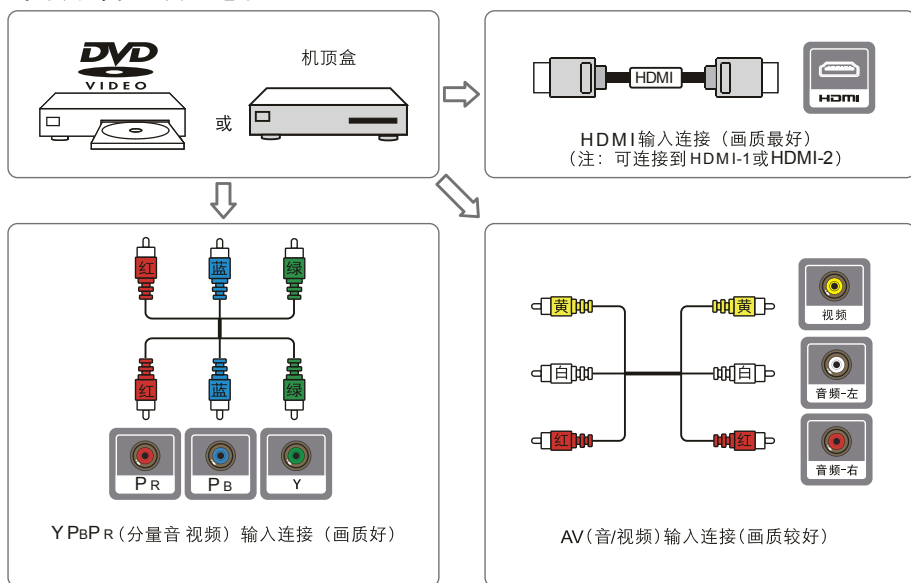 DVD
VIDEO
机顶盒
或
HDMI
HDMI
HDMI输入连接（画质最好）
（注：可连接到HDMI-1或HDMI-2）
红 蓝 绿
红 蓝 绿
PR PB Y
YPBPR（分量音 视频）输入连接（画质好）
黄 黄
视频
白 白
音频-左
红 红
音频-右
AV（音/视频）输入连接（画质较好）